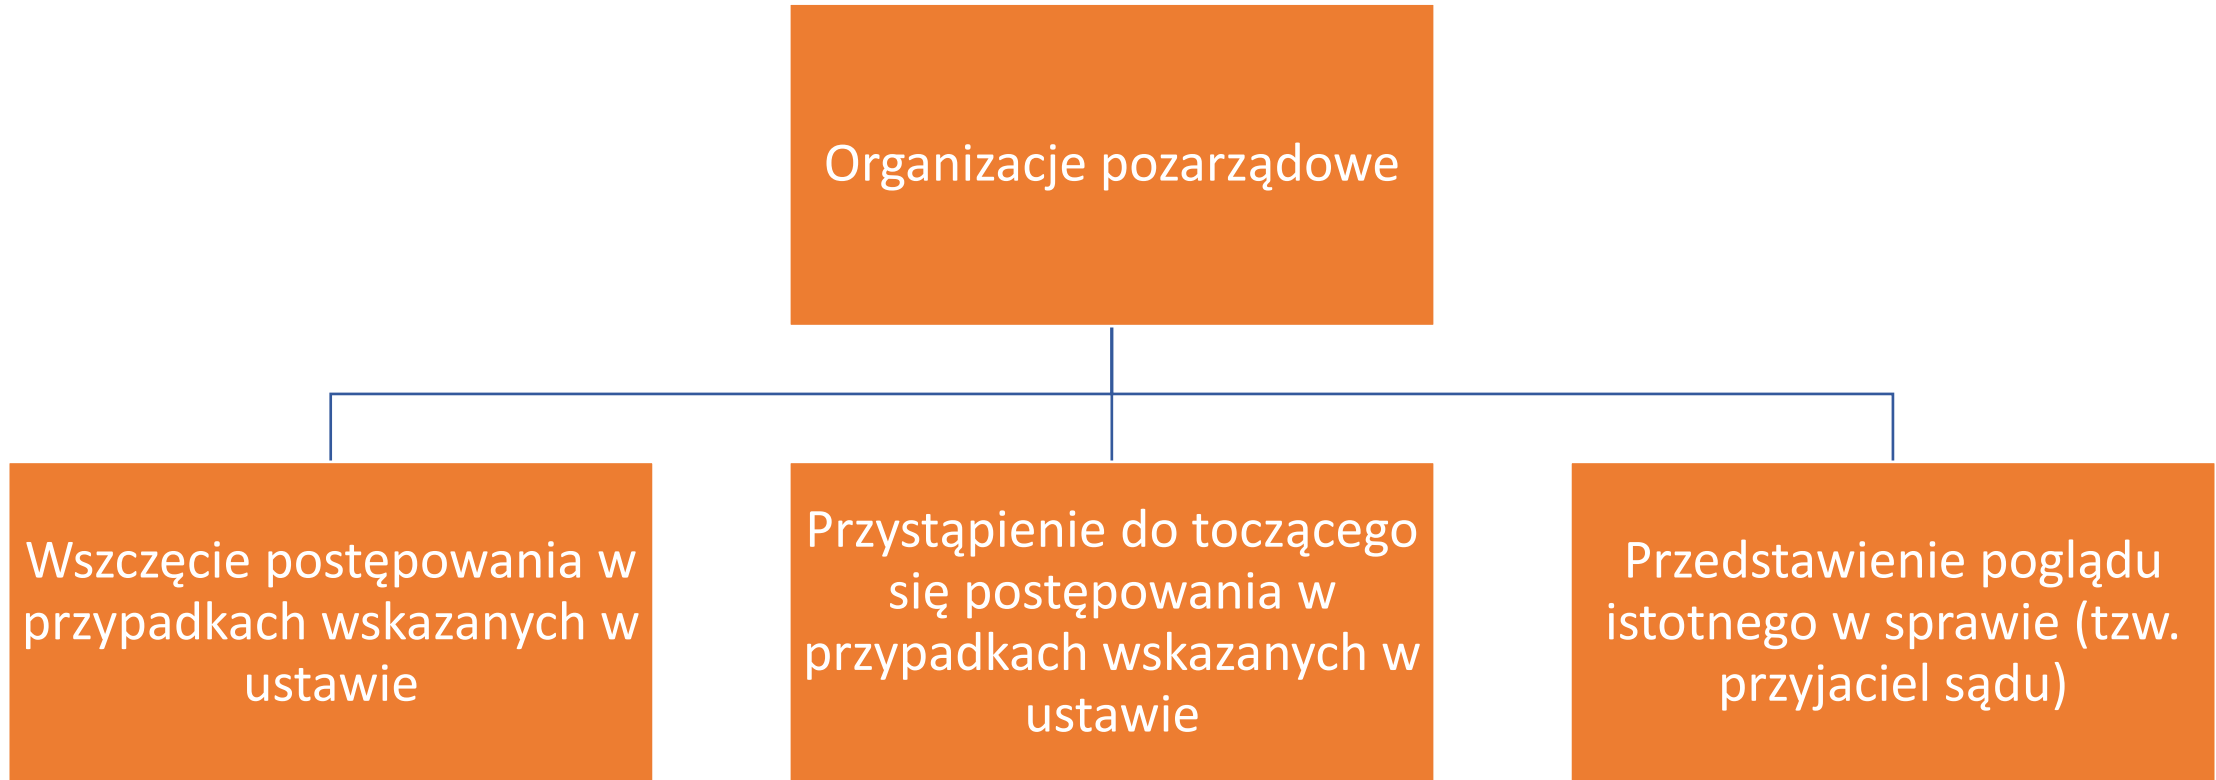 Organizacje pozarządowe
Wszczęcie postępowania w
przypadkach wskazanych w
ustawie
Przystąpienie do toczącego
się postępowania w
przypadkach wskazanych w
ustawie
Przedstawienie poglądu
istotnego w sprawie (tzw.
przyjaciel sądu)